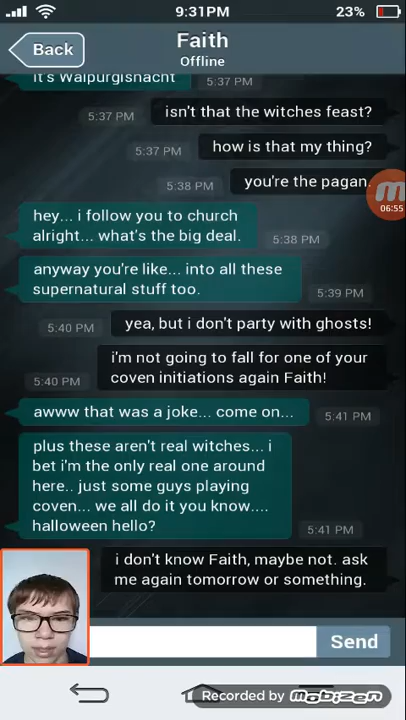 9:31PM
23%
Back
Faith
Offline
it's Walpurgisnacht
5:37 PM
isn't that the witches feast?
5:37 PM
how is that my thing?
5:37 PM
you're the pagan.
5:38 PM
06:55
hey... i follow you to church
alright... what's the big deal.
5:38 PM
anyway you're like... into all these
supernatural stuff too.
5:39 PM
yea, but i don't party with ghosts!
5:40 PM
i'm not going to fall for one of your
coven initiations again Faith!
5:40 PM
awww that was a joke... come on...
5:41 PM
plus these aren't real witches... i
bet i'm the only real one around
here.. just some guys playing
coven... we all do it you know....
halloween hello?
5:41 PM
i don't know Faith, maybe not. ask
me again tomorrow or something.
Send
Recorded by mobizen